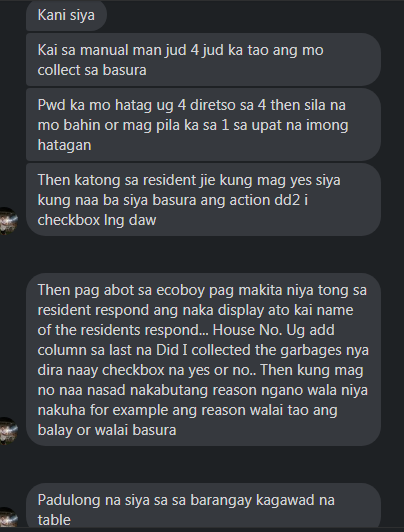 Kani siya
Kai sa manual man jud 4 jud ka tao ang mo
collect sa basura
Pwd ka mo hatag ug 4 diretso sa 4 then sila na
mo bahin or mag pila ka sa 1 sa upat na imong
hatagan
Then katong sa resident jie kung mag yes siya
kung naa ba siya basura ang action dd2 i
checkbox lng daw
Then pag abot sa ecoboy pag makita niya tong sa
resident respond ang naka display ato kai name
of the residents respond... House No. Ug add
column sa last na Did I collected the garbages nya
dira naay checkbox na yes or no.. Then kung mag
no naa nasad nakabutang reason ngano wala niya
nakuha for example ang reason walai tao ang
balay or walai basura
Padulong na siya sa sa barangay kagawad na
table